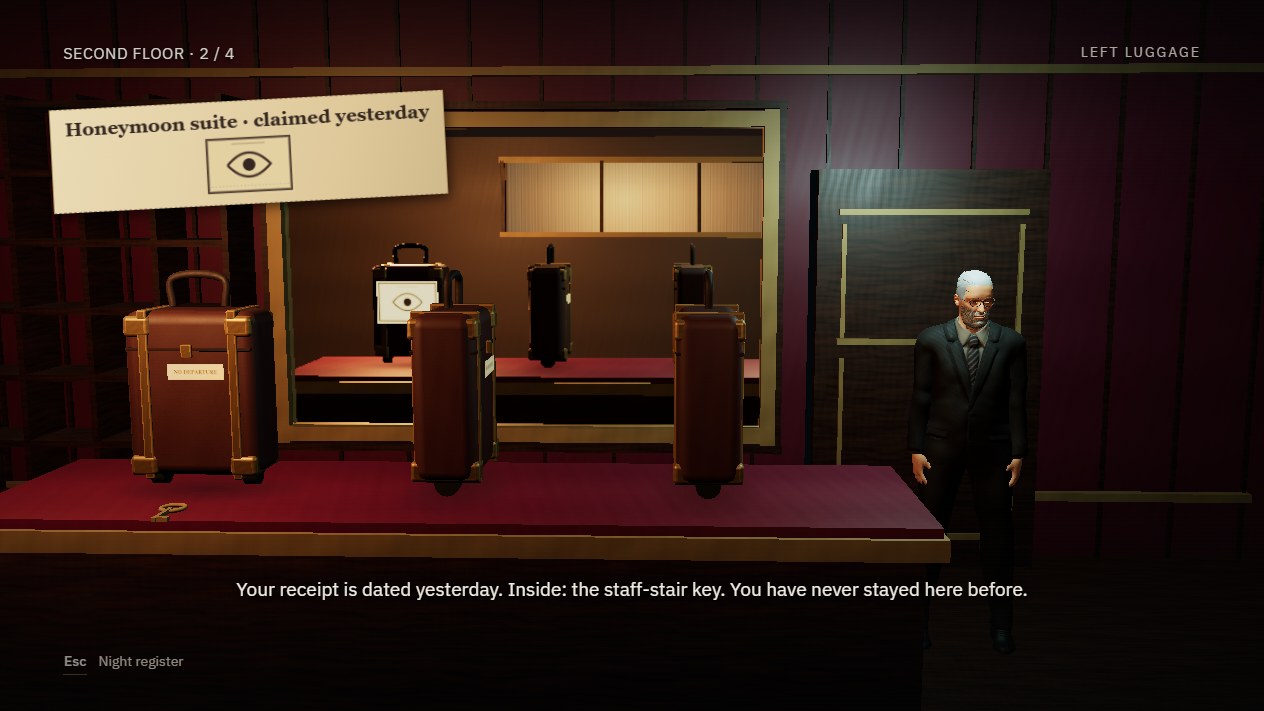 SECOND FLOOR · 2 / 4
LEFT LUGGAGE
Honeymoon suite · claimed yesterday
NO DEPARTURE
Your receipt is dated yesterday. Inside: the staff-stair key. You have never stayed here before.
Esc Night register